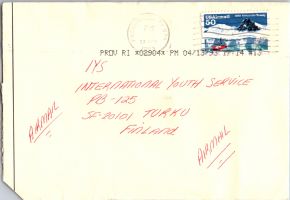 USAirmail
50
PROV RI *02904* PM 04/13/93
IYS
INTERNATIONAL YOUTH SERVICE
PB-125
SF-20101 TURKU
FINLAND
AIRMAIL
AIRMAIL